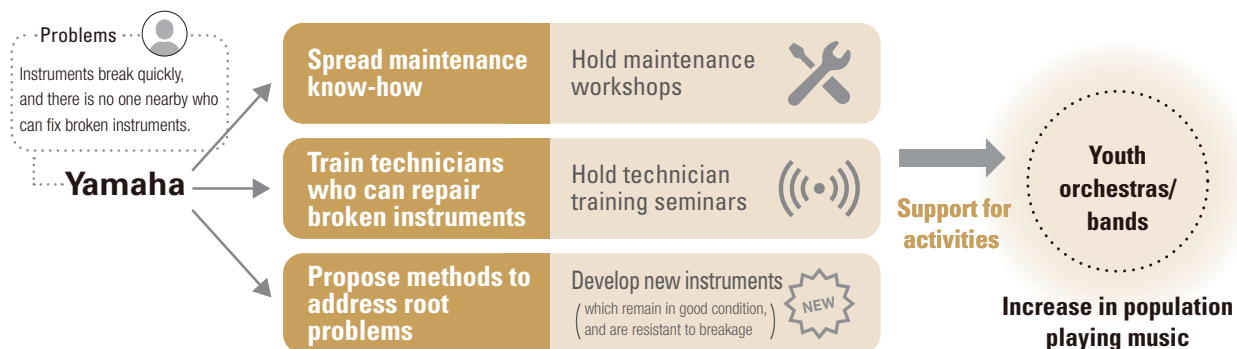 Problems
Instruments break quickly,
and there is no one nearby who
can fix broken instruments.
Yamaha
Spread maintenance
know-how
Hold maintenance
workshops
Train technicians
who can repair
broken instruments
Hold technician
training seminars
Propose methods to
address root
problems
Develop new instruments
(which remain in good condition,
and are resistant to breakage)
NEW
Support for
activities
Youth
orchestras/
bands
Increase in population
playing music